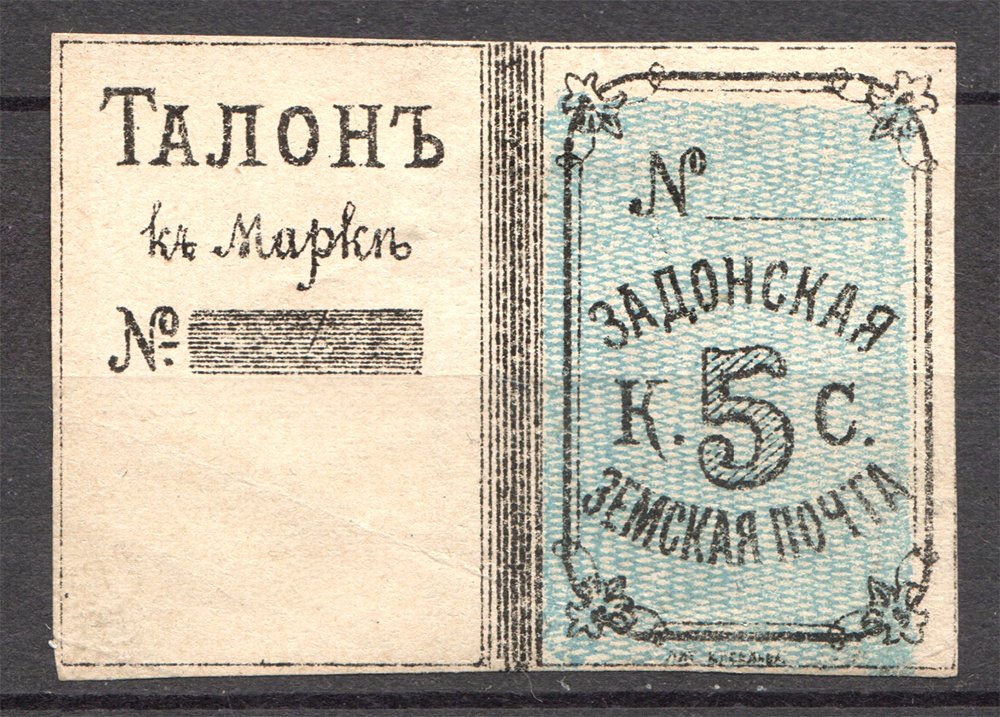 Талонъ
къ Маркѣ
№
№
ЗАДОНСКАЯ
К. 5 С.
ЗЕМСКАЯ ПОЧТА